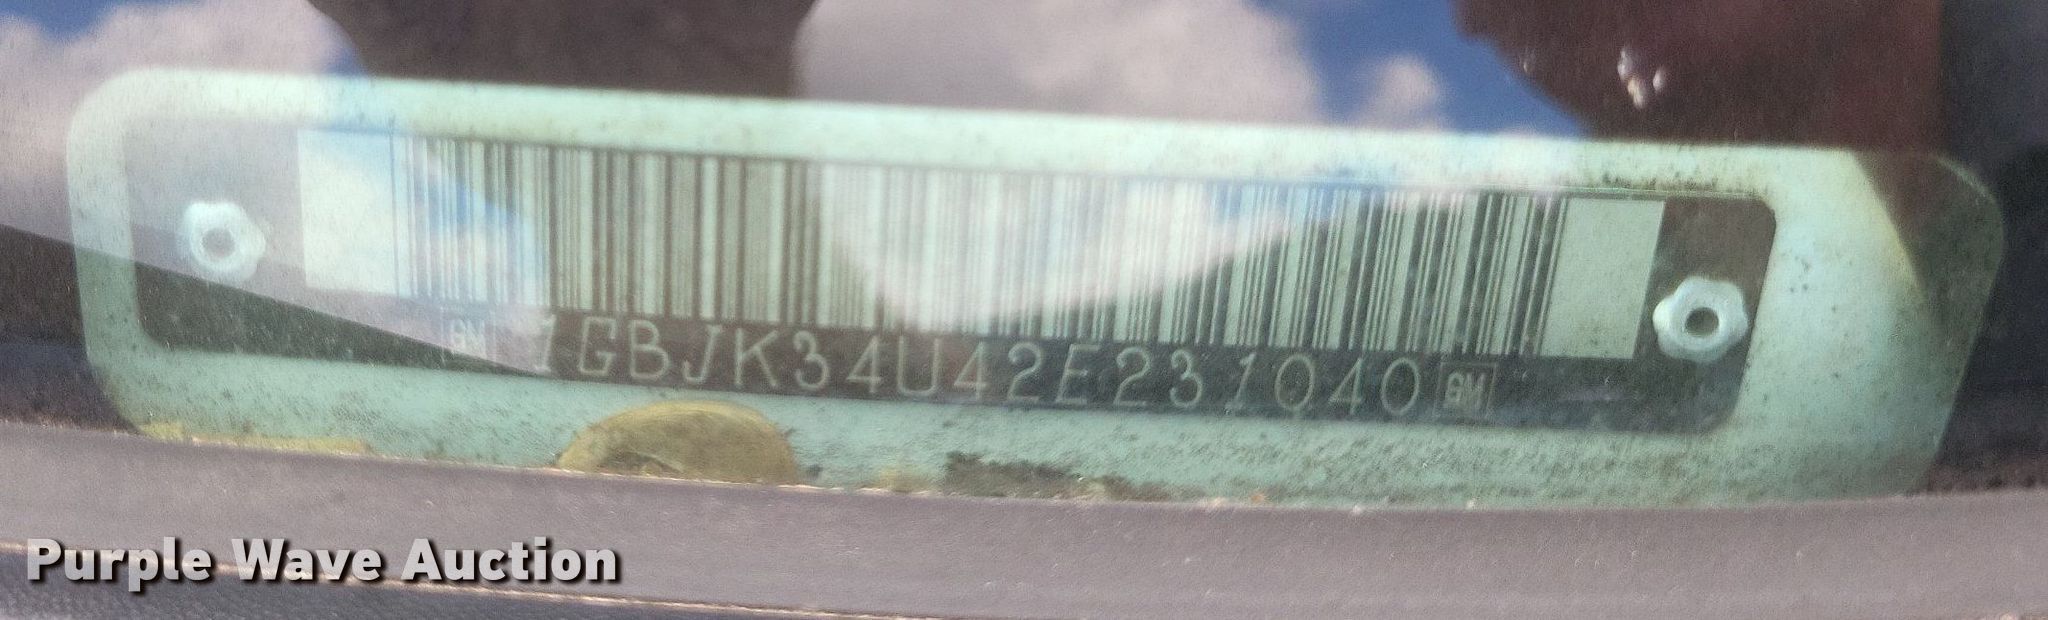 GM 1GBJK34U42E231040 GM
Purple Wave Auction